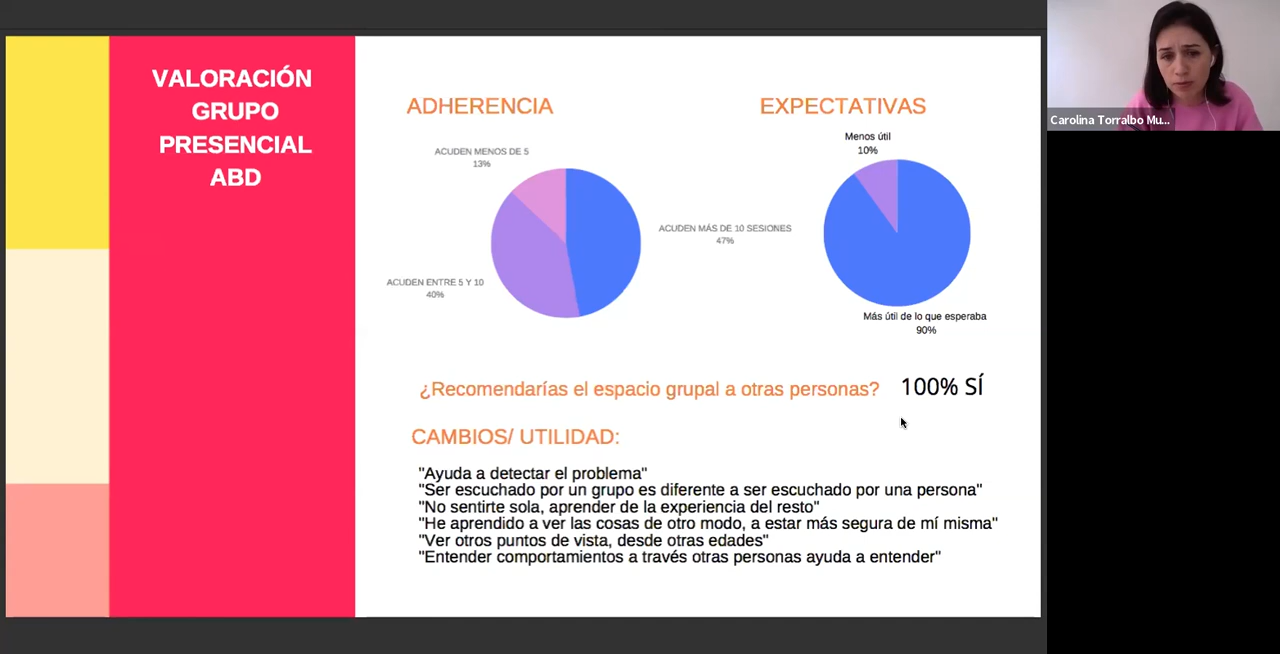 VALORACIÓN
GRUPO
PRESENCIAL
ABD
ADHERENCIA
ACUDEN MENOS DE 5
13%
ACUDEN ENTRE 5 Y 10
40%
ACUDEN MÁS DE 10 SESIONES
47%
EXPECTATIVAS
Menos útil
10%
Más útil de lo que esperaba
90%
¿Recomendarías el espacio grupal a otras personas? 100% SÍ
CAMBIOS/ UTILIDAD:
"Ayuda a detectar el problema"
"Ser escuchado por un grupo es diferente a ser escuchado por una persona"
"No sentirte sola, aprender de la experiencia del resto"
"He aprendido a ver las cosas de otro modo, a estar más segura de mí misma"
"Ver otros puntos de vista, desde otras edades"
"Entender comportamientos a través otras personas ayuda a entender"
Carolina Torralbo Mu...